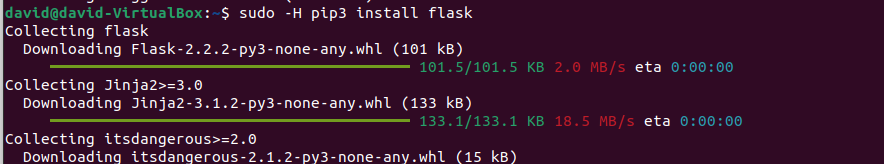 david@david-VirtualBox:~$ sudo -H pip3 install flask
Collecting flask
Downloading Flask-2.2.2-py3-none-any.whl (101 kB)
101.5/101.5 KB 2.0 MB/s eta 0:00:00
Collecting Jinja2>=3.0
Downloading Jinja2-3.1.2-py3-none-any.whl (133 kB)
133.1/133.1 KB 18.5 MB/s eta 0:00:00
Collecting itsdangerous>=2.0
Downloading itsdangerous-2.1.2-py3-none-any.whl (15 kB)